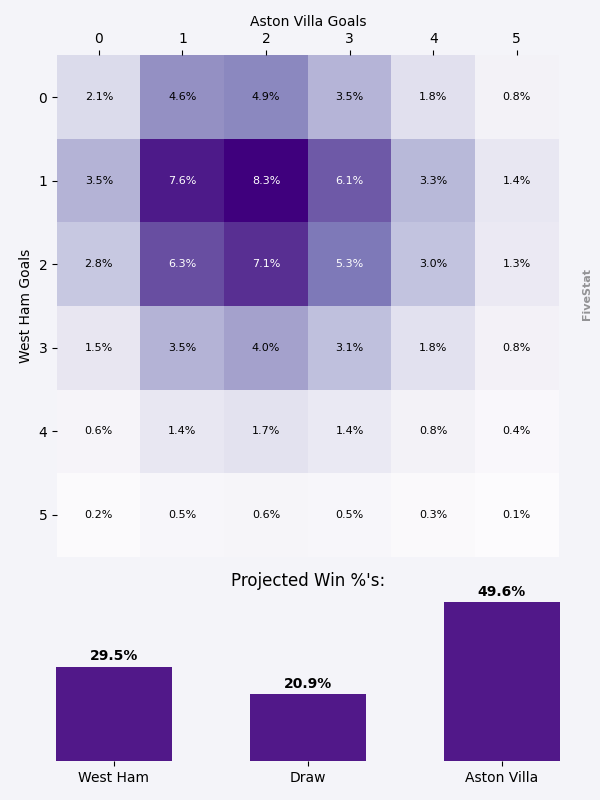 Aston Villa Goals
0 1 2 3 4 5
West Ham Goals
0 2.1% 4.6% 4.9% 3.5% 1.8% 0.8%
1 3.5% 7.6% 8.3% 6.1% 3.3% 1.4%
2 2.8% 6.3% 7.1% 5.3% 3.0% 1.3%
3 1.5% 3.5% 4.0% 3.1% 1.8% 0.8%
4 0.6% 1.4% 1.7% 1.4% 0.8% 0.4%
5 0.2% 0.5% 0.6% 0.5% 0.3% 0.1%
FiveStat
Projected Win %'s:
29.5% 20.9% 49.6%
West Ham Draw Aston Villa